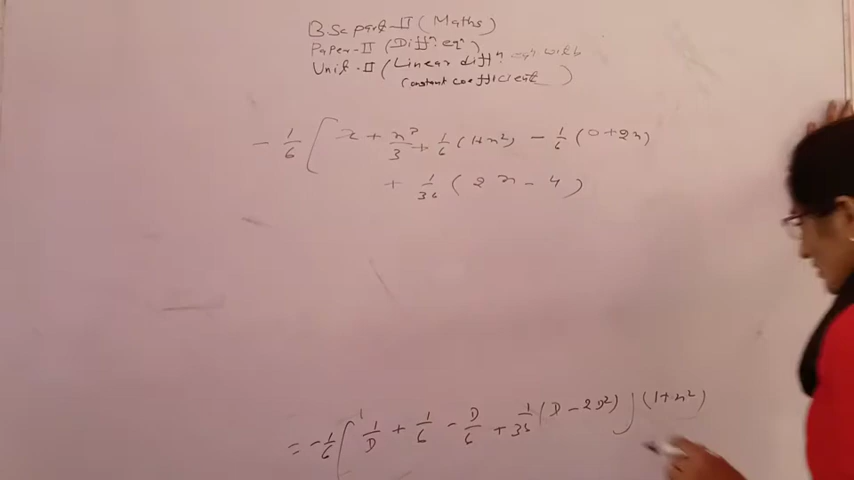 B.Sc part-II (Maths)
Paper-II (Diffⁿ eqⁿ)
Unit-II (Linear diffⁿ eqⁿ with
constant coefficient)
- 1/6 [ x + x³/3 + 1/6 (1+x²) - 1/6 (0+2x)
+ 1/36 ( 2x - 4 )
= -1/6 [ 1/D + 1/6 - D/6 + 1/36 (D - 2D²) ] (1+x²)